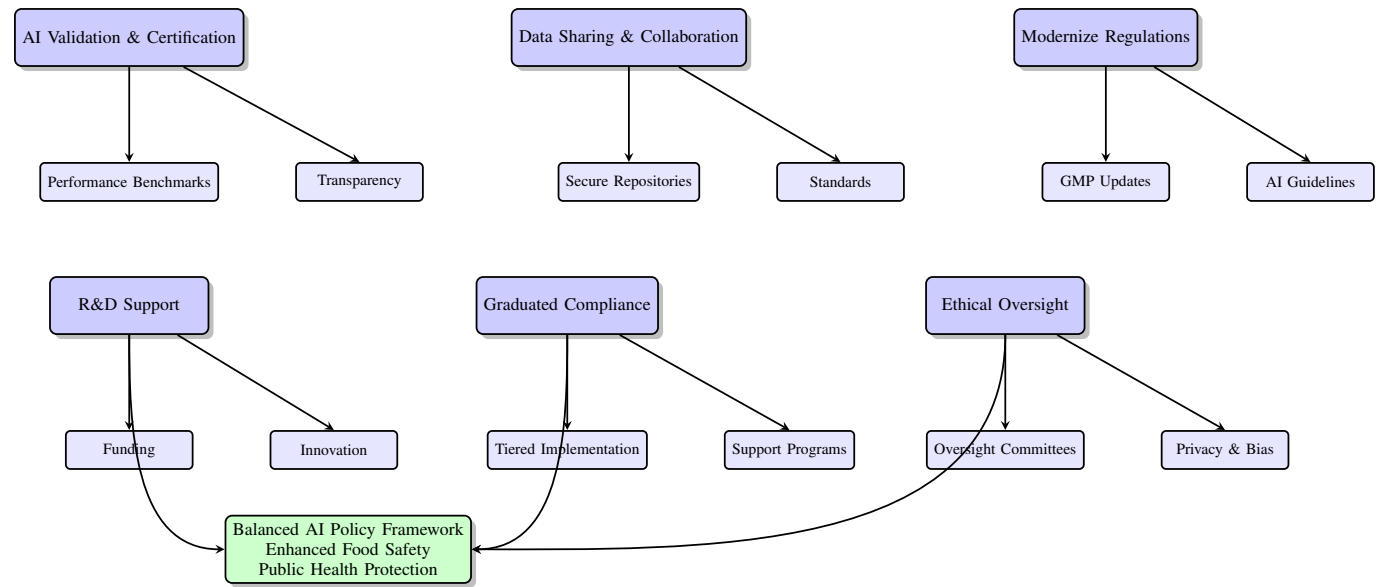 AI Validation & Certification
Data Sharing & Collaboration
Modernize Regulations
Performance Benchmarks
Transparency
Secure Repositories
Standards
GMP Updates
AI Guidelines
R&D Support
Graduated Compliance
Ethical Oversight
Funding
Innovation
Tiered Implementation
Support Programs
Oversight Committees
Privacy & Bias
Balanced AI Policy Framework
Enhanced Food Safety
Public Health Protection